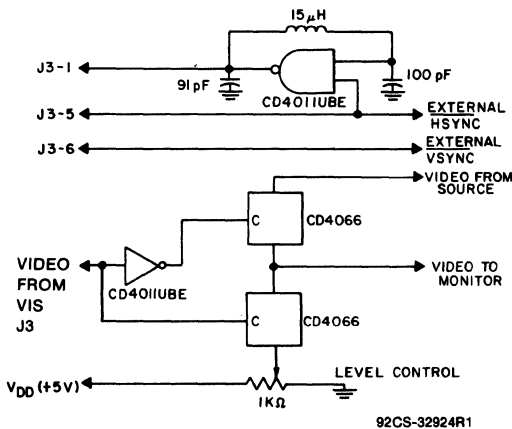 15μH
J3-1
91pF
CD4011UBE
100pF
J3-5
EXTERNAL
HSYNC
J3-6
EXTERNAL
VSYNC
VIDEO FROM
SOURCE
C
CD4066
VIDEO
FROM
VIS
J3
CD4011UBE
VIDEO TO
MONITOR
C
CD4066
LEVEL CONTROL
VDD (+5V)
1KΩ
92CS-32924R1